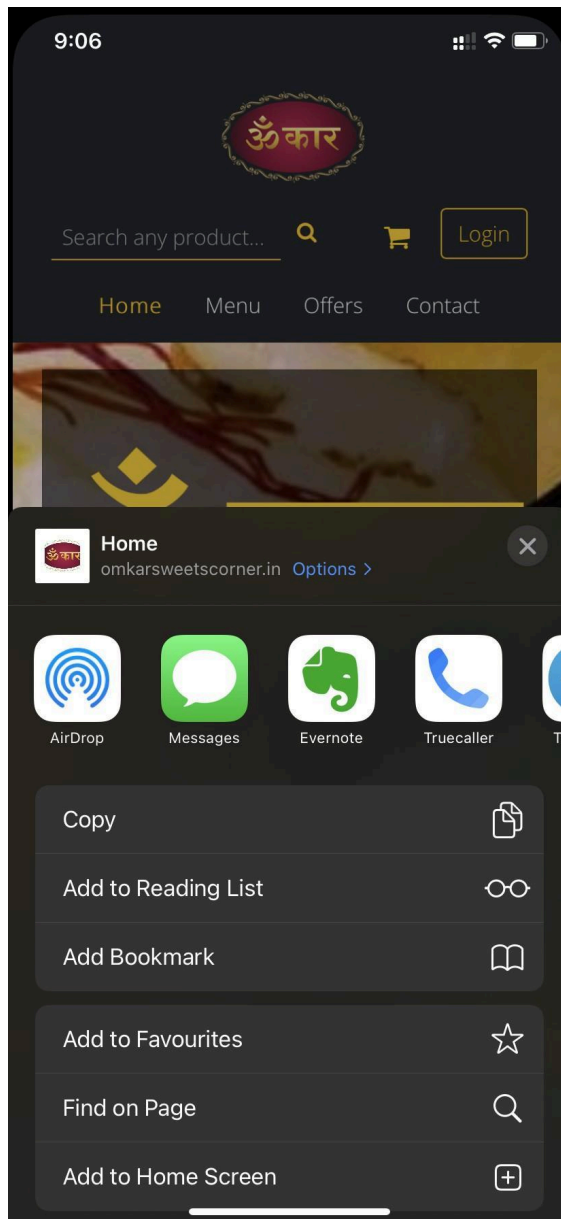 9:06
ॐकार
Search any product...
Login
Home Menu Offers Contact
ॐकार
Home
omkarsweetscorner.in Options >
AirDrop Messages Evernote Truecaller T
Copy
Add to Reading List
Add Bookmark
Add to Favourites
Find on Page
Add to Home Screen